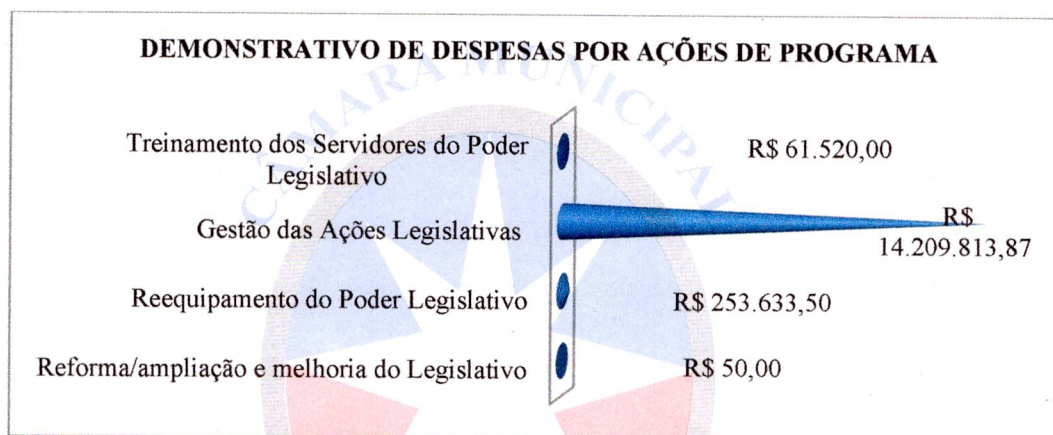 DEMONSTRATIVO DE DESPESAS POR AÇÕES DE PROGRAMA
CÂMARA MUNICIPAL
Treinamento dos Servidores do Poder
Legislativo
R$ 61.520,00
Gestão das Ações Legislativas
R$
14.209.813,87
Reequipamento do Poder Legislativo
R$ 253.633,50
Reforma/ampliação e melhoria do Legislativo
R$ 50,00